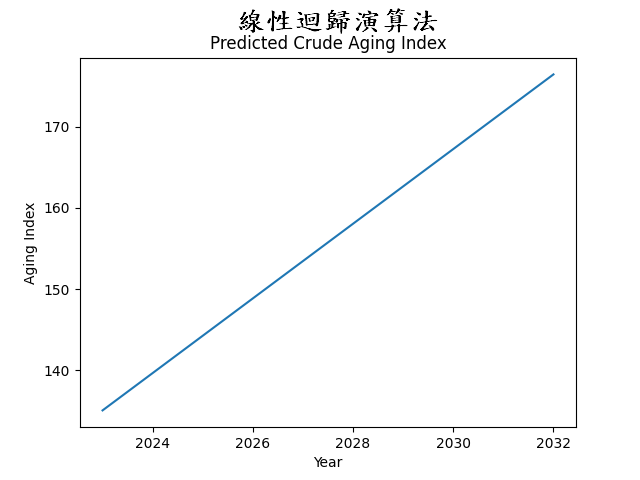 線性迴歸演算法
Predicted Crude Aging Index
170
160
150
140
Aging Index
2024 2026 2028 2030 2032
Year